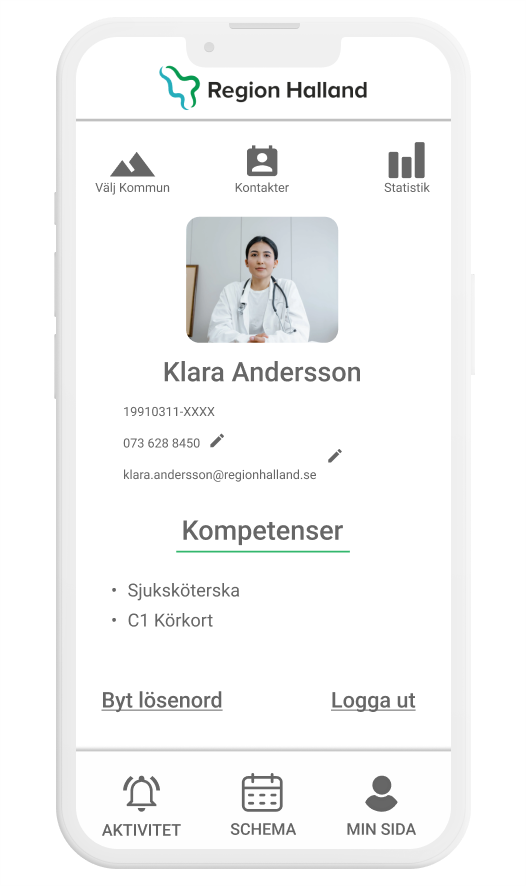 Region Halland
Välj Kommun
Kontakter
Statistik
Klara Andersson
19910311-XXXX
073 628 8450
klara.andersson@regionhalland.se
Kompetenser
• Sjuksköterska
• C1 Körkort
Byt lösenord
Logga ut
AKTIVITET
SCHEMA
MIN SIDA